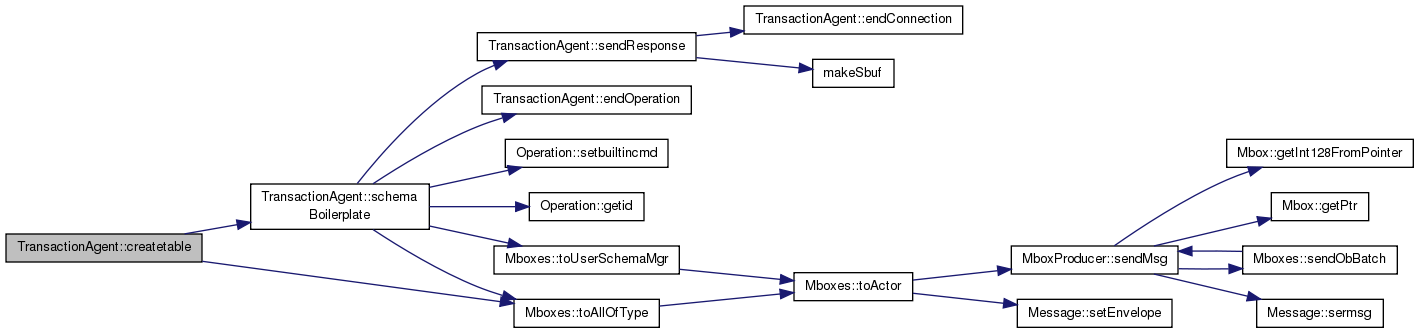 TransactionAgent::createtable
TransactionAgent::schema
Boilerplate
TransactionAgent::sendResponse
TransactionAgent::endConnection
makeSbuf
TransactionAgent::endOperation
Operation::setbuiltincmd
Operation::getid
Mboxes::toUserSchemaMgr
Mboxes::toAllOfType
Mboxes::toActor
MboxProducer::sendMsg
Message::setEnvelope
Mbox::getInt128FromPointer
Mbox::getPtr
Mboxes::sendObBatch
Message::sermsg